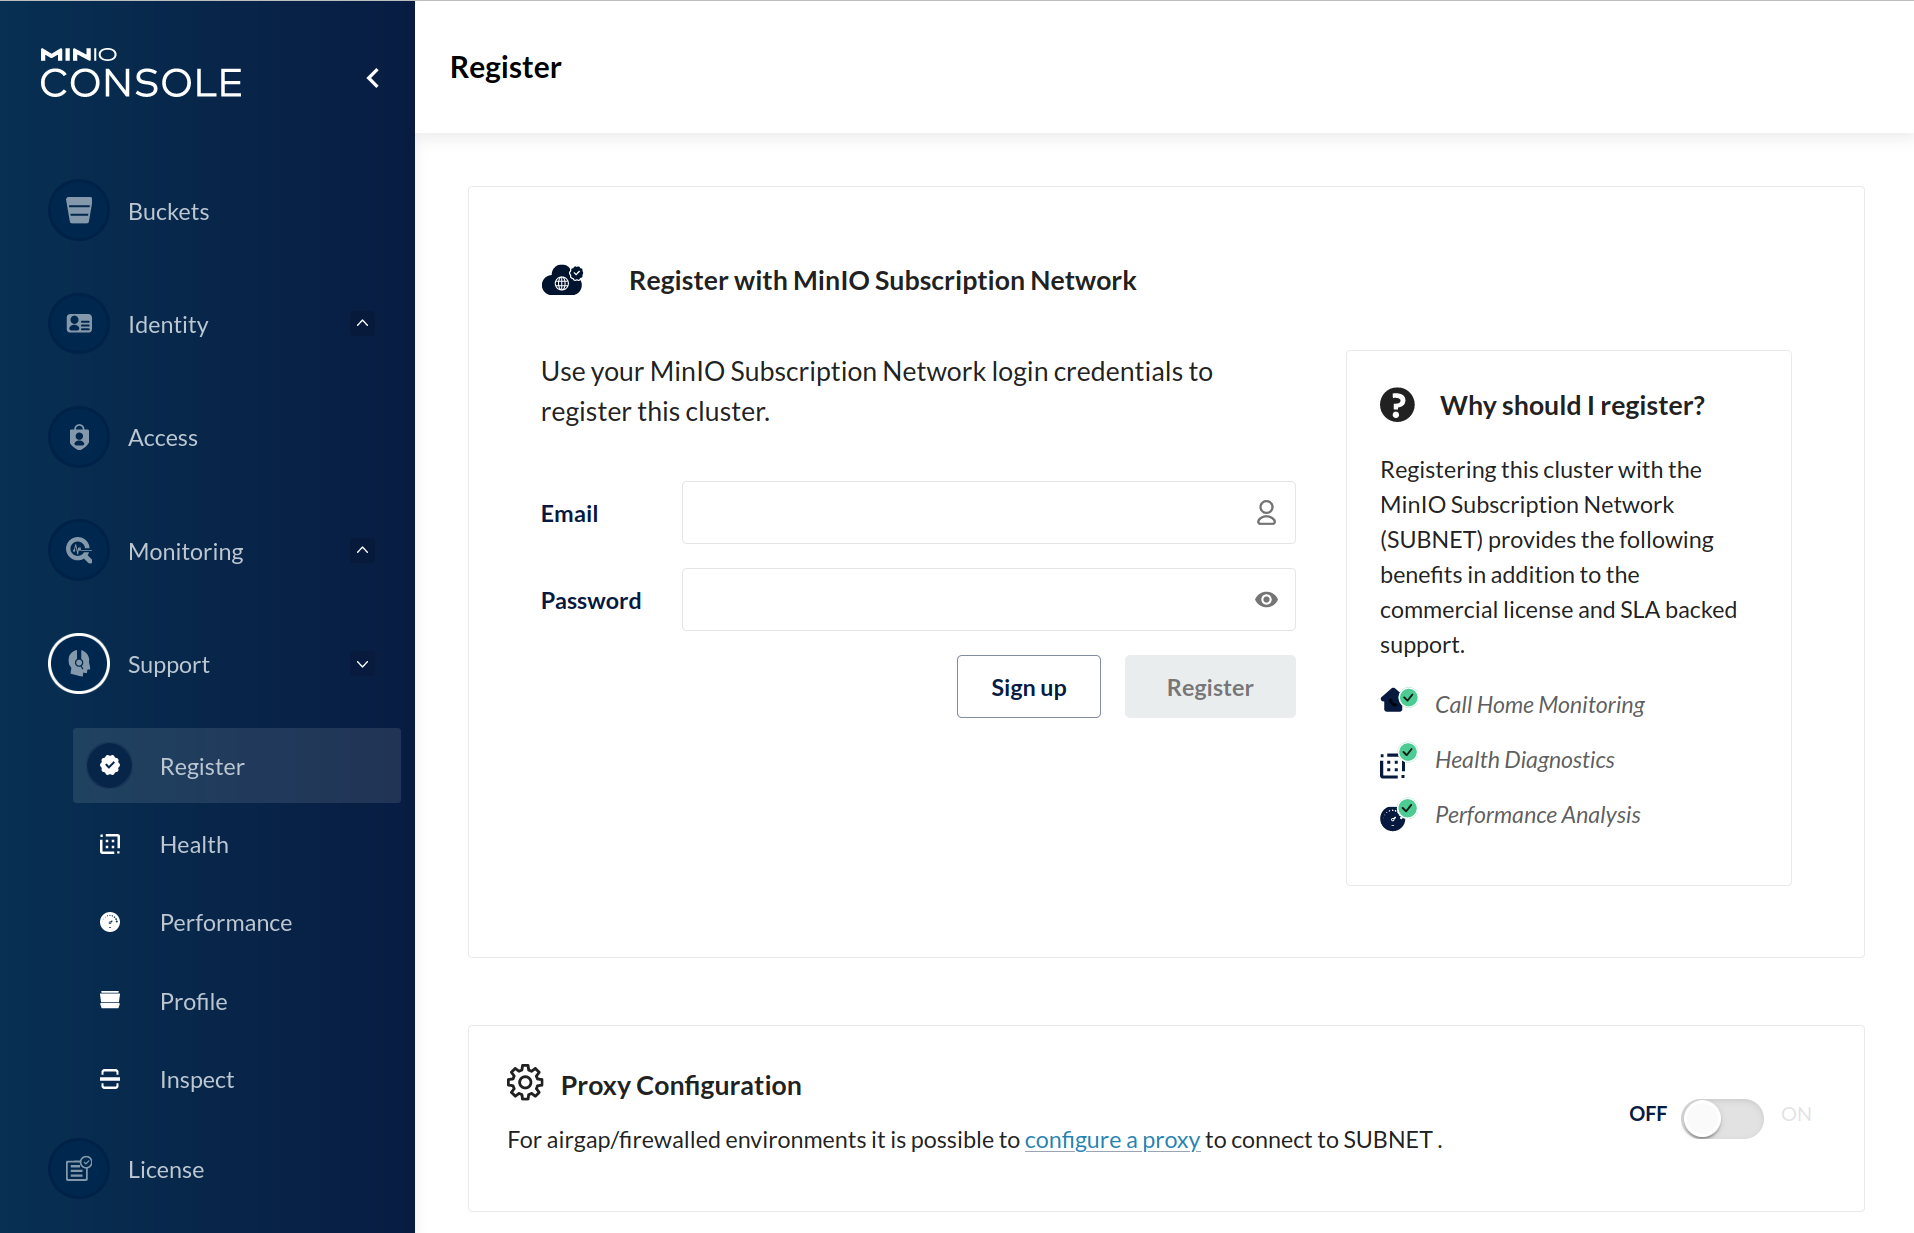 MINIO
CONSOLE
Buckets
Identity
Access
Monitoring
Support
Register
Health
Performance
Profile
Inspect
License
Register
Register with MinIO Subscription Network
Use your MinIO Subscription Network login credentials to
register this cluster.
Email
Password
Sign up
Register
Why should I register?
Registering this cluster with the
MinIO Subscription Network
(SUBNET) provides the following
benefits in addition to the
commercial license and SLA backed
support.
Call Home Monitoring
Health Diagnostics
Performance Analysis
Proxy Configuration
For airgap/firewalled environments it is possible to configure a proxy to connect to SUBNET .
OFF ON